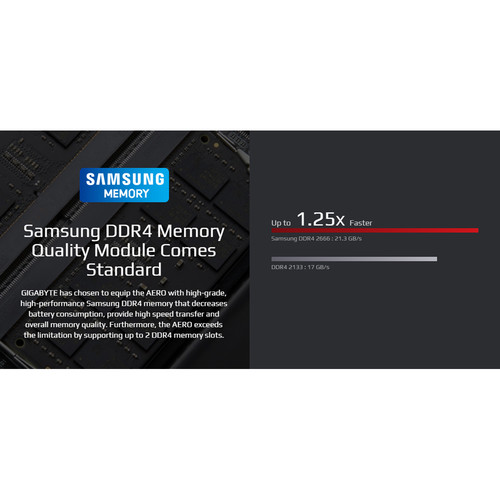 SAMSUNG
MEMORY
Samsung DDR4 Memory
Quality Module Comes
Standard
GIGABYTE has chosen to equip the AERO with high-grade,
high-performance Samsung DDR4 memory that decreases
battery consumption, provide high speed transfer and
overall memory quality. Furthermore, the AERO exceeds
the limitation by supporting up to 2 DDR4 memory slots.
Up to 1.25x Faster
Samsung DDR4 2666 : 21.3 GB/s
DDR4 2133 : 17 GB/s